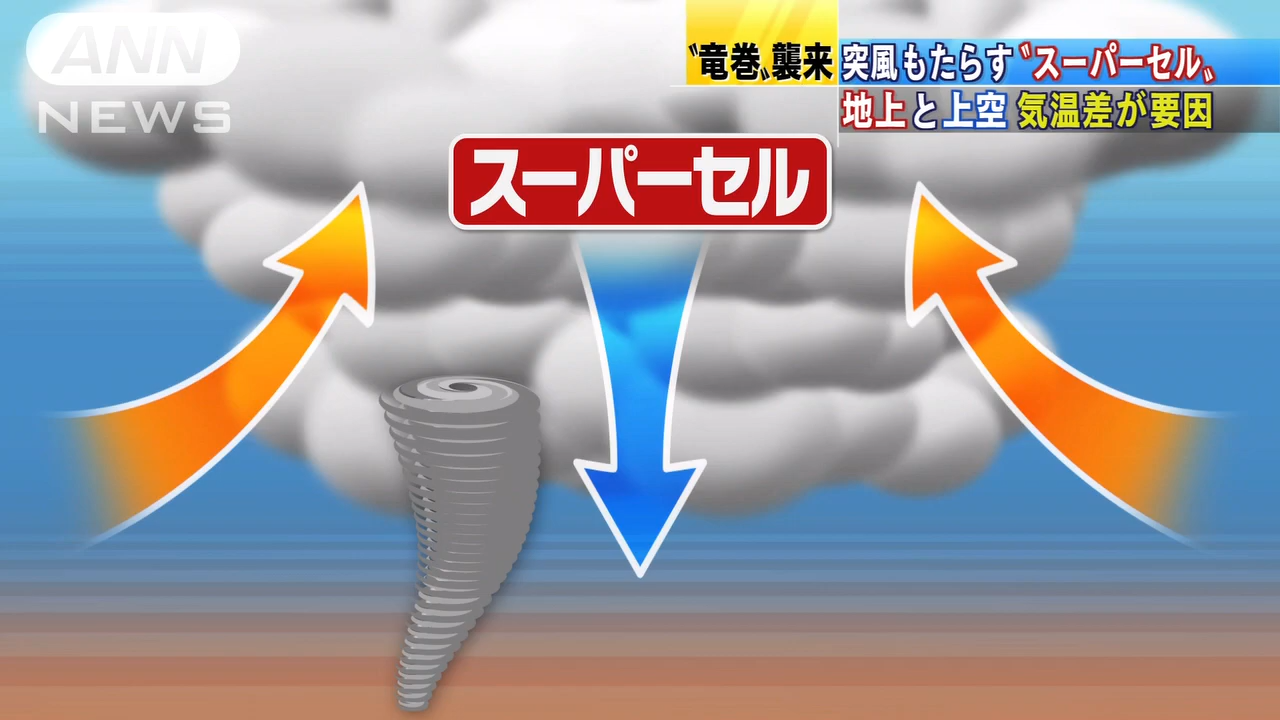 ANN
NEWS
〝竜巻〟襲来
突風もたらす〝スーパーセル〟
地上と上空 気温差が要因
スーパーセル